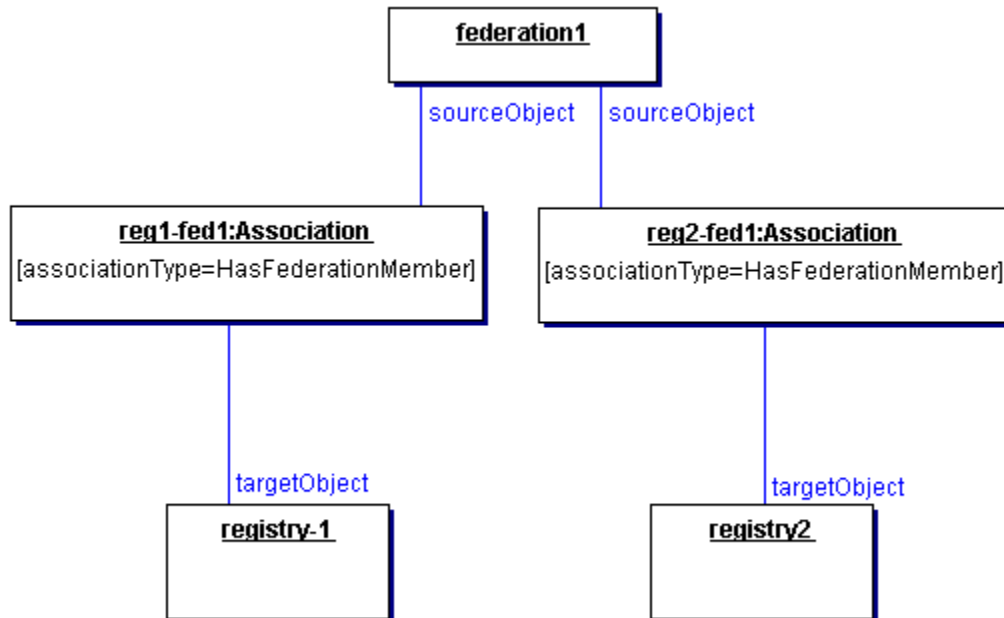 federation1
sourceObject
sourceObject
reg1-fed1:Association
[associationType=HasFederationMember]
reg2-fed1:Association
[associationType=HasFederationMember]
targetObject
targetObject
registry-1
registry2